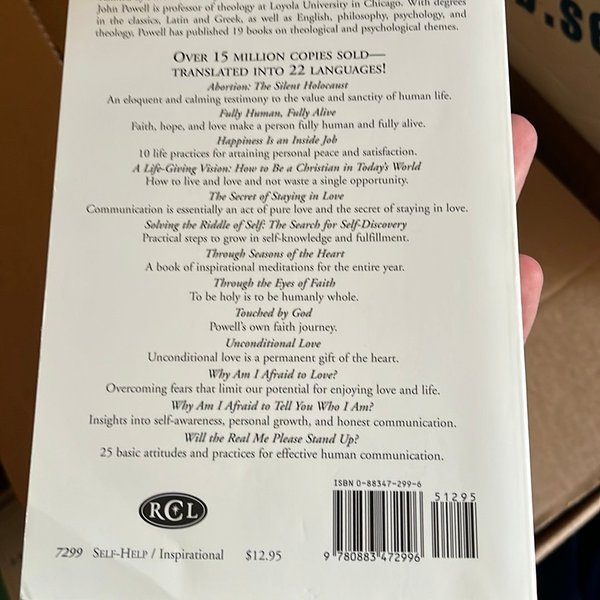 John Powell is professor of theology at Loyola University in Chicago. With degrees
in the classics, Latin and Greek, as well as English, philosophy, psychology, and
theology, Powell has published 19 books on theological and psychological themes.
OVER 15 MILLION COPIES SOLD—
TRANSLATED INTO 22 LANGUAGES!
Abortion: The Silent Holocaust
An eloquent and calming testimony to the value and sanctity of human life.
Fully Human, Fully Alive
Faith, hope, and love make a person fully human and fully alive.
Happiness Is an Inside Job
10 life practices for attaining personal peace and satisfaction.
A Life-Giving Vision: How to Be a Christian in Today's World
How to live and love and not waste a single opportunity.
The Secret of Staying in Love
Communication is essentially an act of pure love and the secret of staying in love.
Solving the Riddle of Self: The Search for Self-Discovery
Practical steps to grow in self-knowledge and fulfillment.
Through Seasons of the Heart
A book of inspirational meditations for the entire year.
Through the Eyes of Faith
To be holy is to be humanly whole.
Touched by God
Powell's own faith journey.
Unconditional Love
Unconditional love is a permanent gift of the heart.
Why Am I Afraid to Love?
Overcoming fears that limit our potential for enjoying love and life.
Why Am I Afraid to Tell You Who I Am?
Insights into self-awareness, personal growth, and honest communication.
Will the Real Me Please Stand Up?
25 basic attitudes and practices for effective human communication.
ISBN 0-88347-299-6
51295
RCL
7299 SELF-HELP / Inspirational $12.95
9 780883 472996